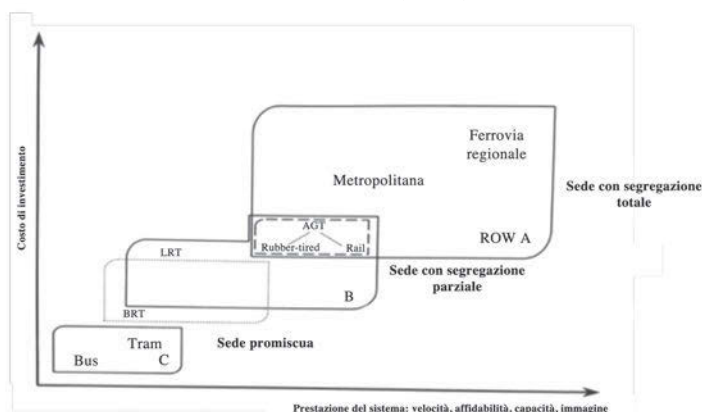 Costo di investimento
Ferrovia
regionale
Metropolitana
Sede con segregazione
totale
AGT
Rubber-tired
Rail
ROW A
LRT
Sede con segregazione
parziale
B
BRT
Sede promiscua
Tram
Bus
C
Prestazione del sistema: velocità, affidabilità, capacità, immagine